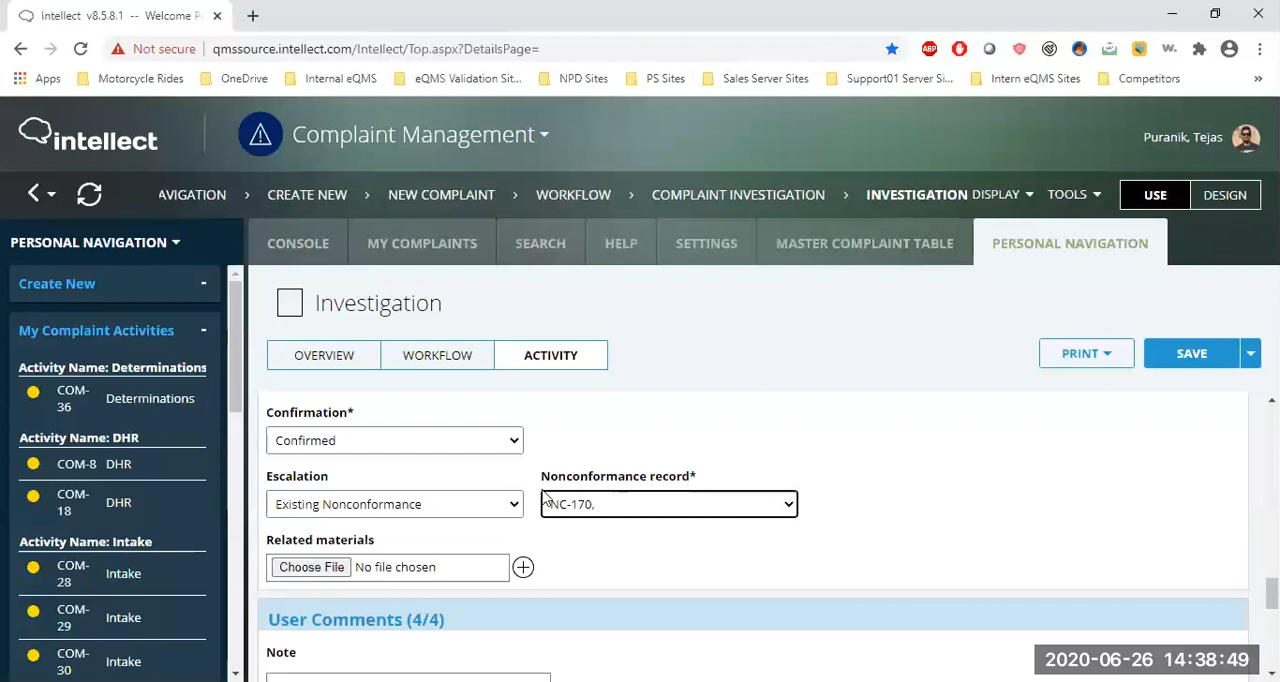 Intellect v8.5.8.1 -- Welcome P
Not secure qmssource.intellect.com/Intellect/Top.aspx?DetailsPage=
Apps Motorcycle Rides OneDrive Internal eQMS eQMS Validation Sit... NPD Sites PS Sites Sales Server Sites Support01 Server Si... Intern eQMS Sites Competitors »
intellect Complaint Management Puranik, Tejas
AVIGATION > CREATE NEW > NEW COMPLAINT > WORKFLOW > COMPLAINT INVESTIGATION > INVESTIGATION DISPLAY TOOLS USE DESIGN
PERSONAL NAVIGATION CONSOLE MY COMPLAINTS SEARCH HELP SETTINGS MASTER COMPLAINT TABLE PERSONAL NAVIGATION
Create New -
Investigation
My Complaint Activities -
OVERVIEW WORKFLOW ACTIVITY PRINT SAVE
Activity Name: Determinations
COM-36 Determinations
Activity Name: DHR
COM-8 DHR
COM-18 DHR
Activity Name: Intake
COM-28 Intake
COM-29 Intake
COM-30 Intake
Confirmation*
Confirmed
Escalation Nonconformance record*
Existing Nonconformance NC-170,
Related materials
Choose File No file chosen
User Comments (4/4)
Note
2020-06-26 14:38:49